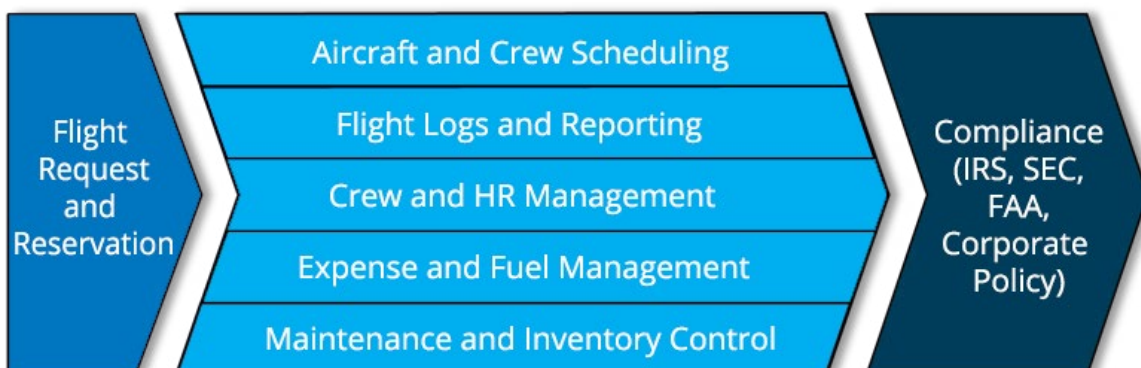 Flight
Request
and
Reservation
Aircraft and Crew Scheduling
Flight Logs and Reporting
Crew and HR Management
Expense and Fuel Management
Maintenance and Inventory Control
Compliance
(IRS, SEC,
FAA,
Corporate
Policy)